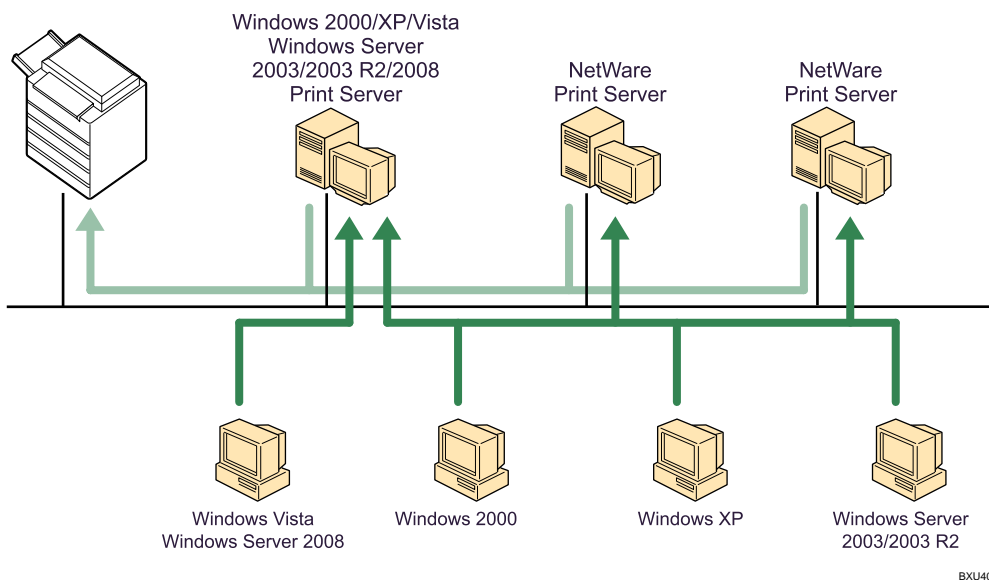 Windows 2000/XP/Vista
Windows Server
2003/2003 R2/2008
Print Server
NetWare
Print Server
NetWare
Print Server
Windows Vista
Windows Server 2008
Windows 2000
Windows XP
Windows Server
2003/2003 R2